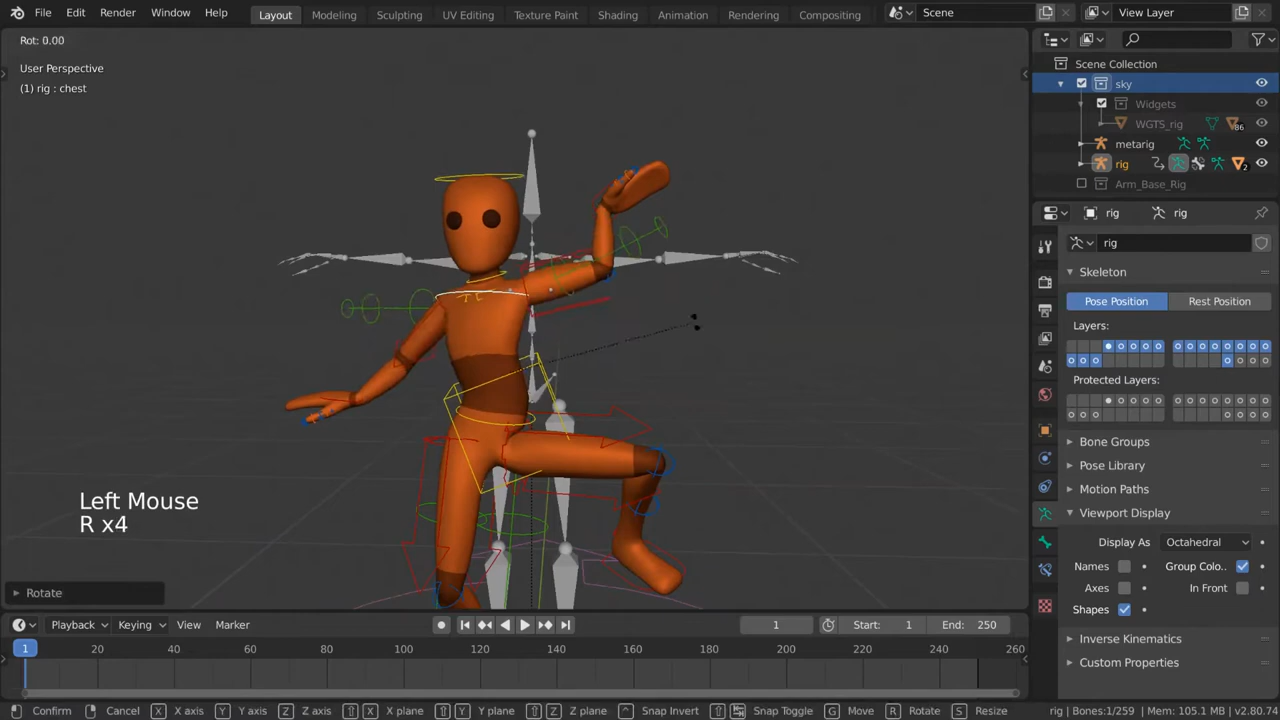 File Edit Render Window Help Layout Modeling Sculpting UV Editing Texture Paint Shading Animation Rendering Compositing Scene View Layer
Rot: 0.00
User Perspective
(1) rig : chest
Left Mouse
R x4
Rotate
Scene Collection
sky
Widgets
WGTS_rig 86
metarig
rig 2
Arm_Base_Rig
rig rig
rig
Skeleton
Pose Position Rest Position
Layers:
Protected Layers:
Bone Groups
Pose Library
Motion Paths
Viewport Display
Display As Octahedral
Names Group Colo..
Axes In Front
Shapes
Inverse Kinematics
Custom Properties
Playback Keying View Marker 1 Start: 1 End: 250
1 20 40 60 80 100 120 140 160 180 200 220 240 260
Confirm Cancel X X axis Y Y axis Z Z axis X X plane Y Y plane Z Z plane ^ Snap Invert Snap Toggle G Move R Rotate S Resize rig | Bones:1/259 | Mem: 105.1 MB | v2.80.74